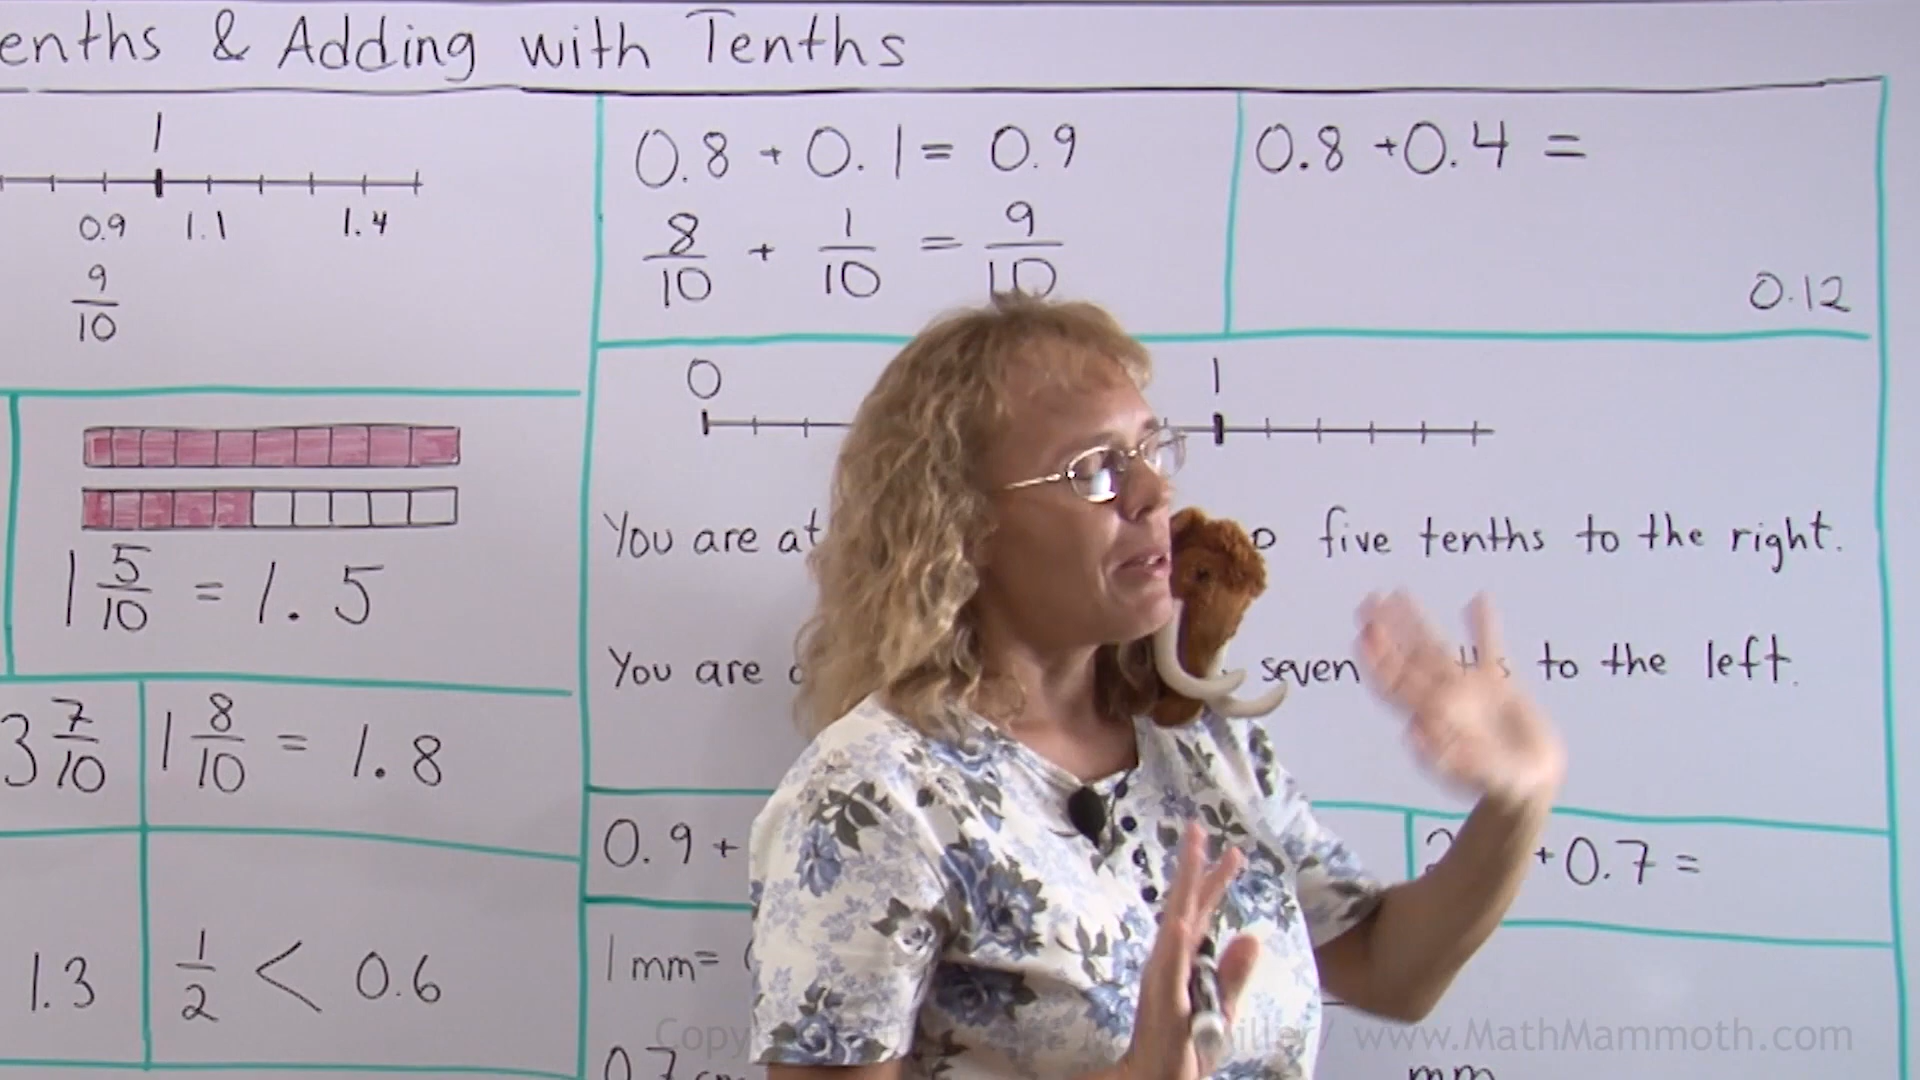 & Adding with Tenths
1
0.9 1.1 1.4
9/10
1 5/10 = 1.5
3 7/10
1 8/10 = 1.8
1.3
1/2 < 0.6
0.8 + 0.1 = 0.9
8/10 + 1/10 = 9/10
0.8 + 0.4 =
0.12
0 1
You are at five tenths to the right.
You are seven to the left.
0.9 +
+ 0.7 =
1 mm =
0.7
mm
www.MathMammoth.com